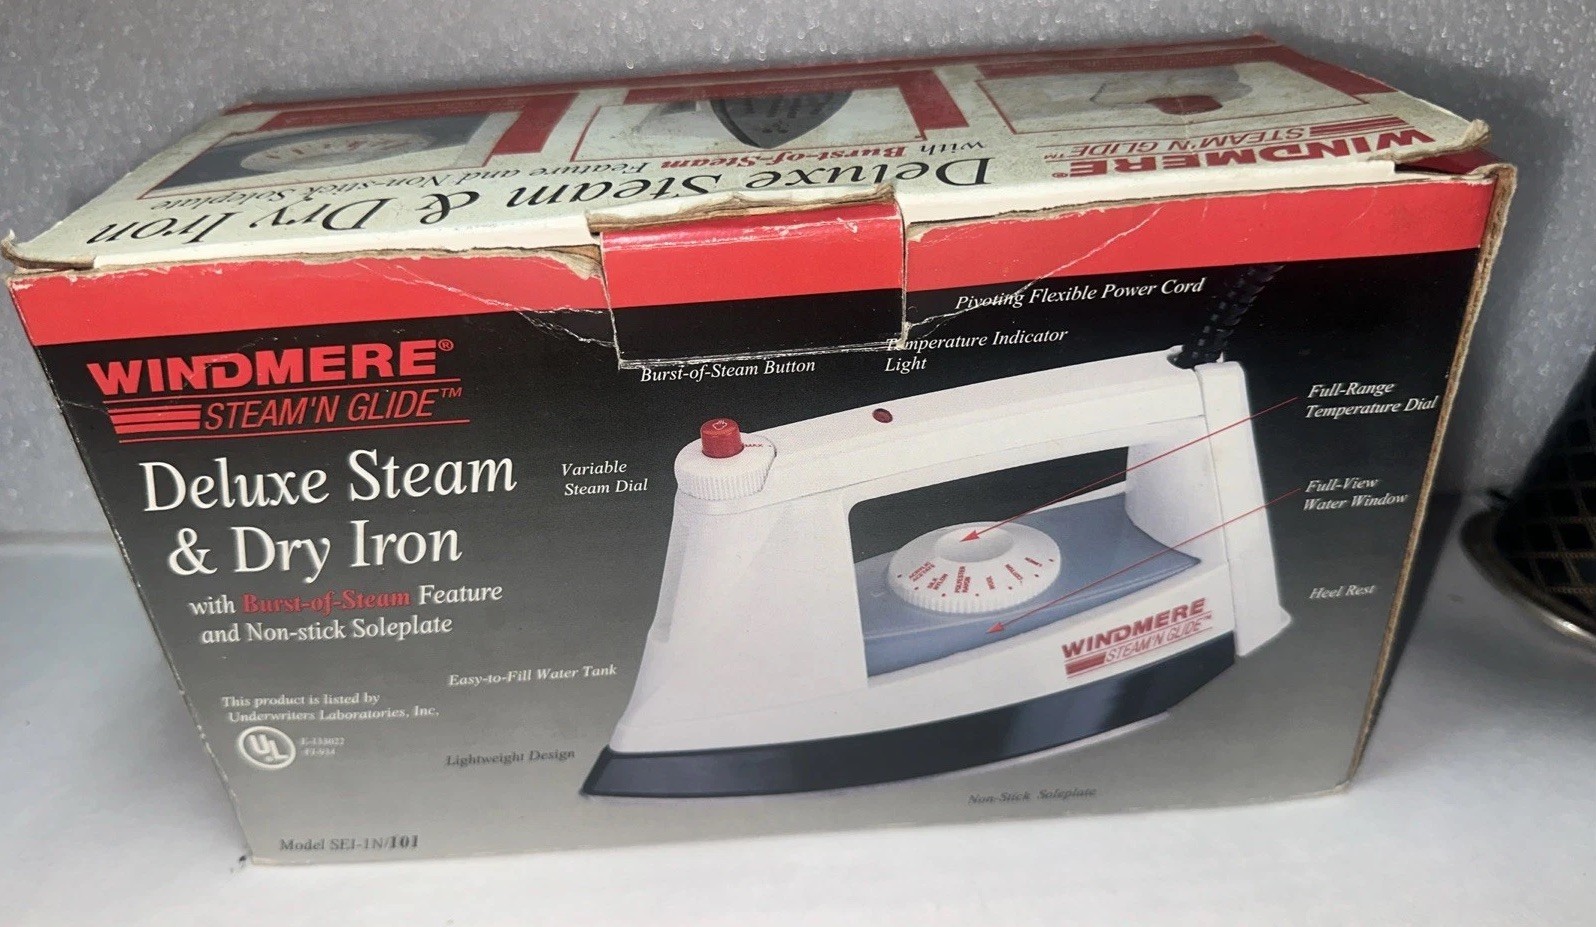 WINDMERE®
STEAM'N GLIDE™
Deluxe Steam & Dry Iron
with Burst-of-Steam Feature and Non-stick Soleplate
WINDMERE®
STEAM'N GLIDE™
Deluxe Steam
& Dry Iron
with Burst-of-Steam Feature
and Non-stick Soleplate
This product is listed by
Underwriters Laboratories, Inc.
UL
Model SEI-1N/101
Pivoting Flexible Power Cord
Temperature Indicator
Light
Burst-of-Steam Button
Variable
Steam Dial
Full-Range
Temperature Dial
Full-View
Water Window
Heel Rest
Easy-to-Fill Water Tank
Lightweight Design
Non-Stick Soleplate
WINDMERE
STEAM'N GLIDE™